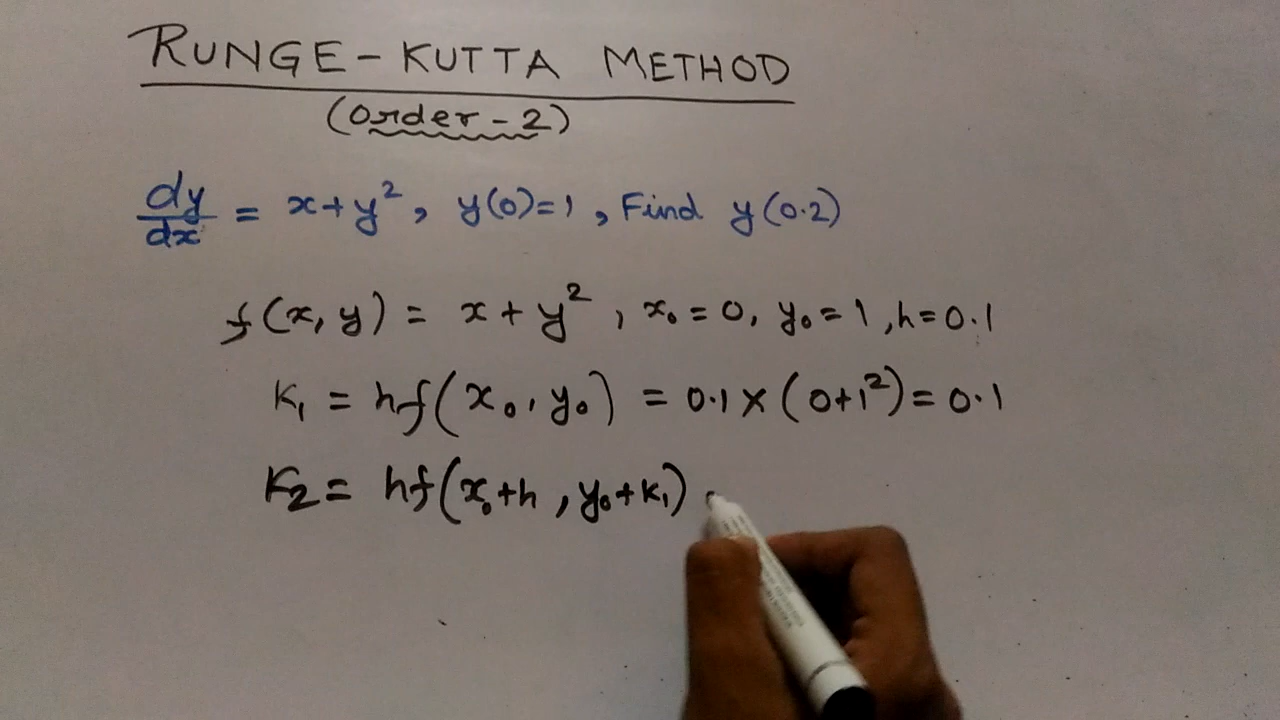 RUNGE-KUTTA METHOD
(Order-2)
dy/dx = x+y², y(0)=1, Find y(0.2)
f(x, y) = x+y², x₀=0, y₀=1, h=0.1
K₁ = hf(x₀, y₀) = 0.1×(0+1²)=0.1
K₂ = hf(x₀+h, y₀+K₁)